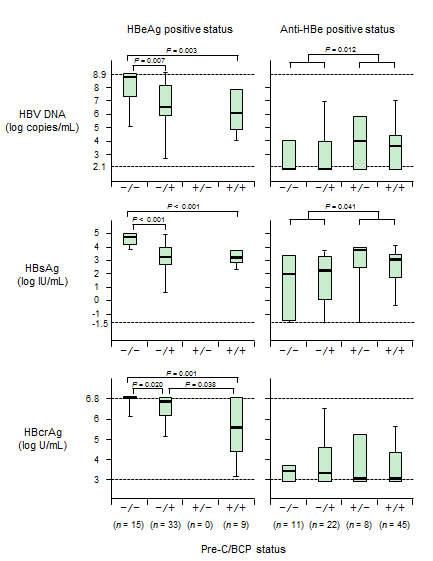 HBeAg positive status Anti-HBe positive status
P = 0.003
P = 0.007
P = 0.012
HBV DNA
(log copies/mL)
8.9
8
7
6
5
4
3
2.1
−/− −/+ +/− +/+ −/− −/+ +/− +/+
P < 0.001
P < 0.001
P = 0.041
HBsAg
(log IU/mL)
5
4
3
2
1
0
-1
-1.5
−/− −/+ +/− +/+ −/− −/+ +/− +/+
P = 0.001
P = 0.020 P = 0.038
HBcrAg
(log U/mL)
6.8
6
5
4
3
−/− −/+ +/− +/+ −/− −/+ +/− +/+
(n = 15) (n = 33) (n = 0) (n = 9) (n = 11) (n = 22) (n = 8) (n = 45)
Pre-C/BCP status